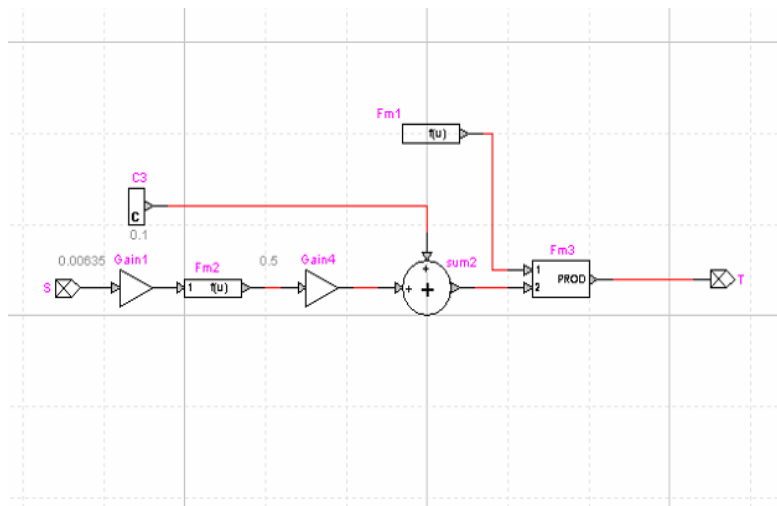 Fm1
f(u)
C3
C
0.1
0.00635
Gain1
Fm2
0.5
Gain4
sum2
Fm3
S
1 f(u)
+
+
+
1
2
PROD
T